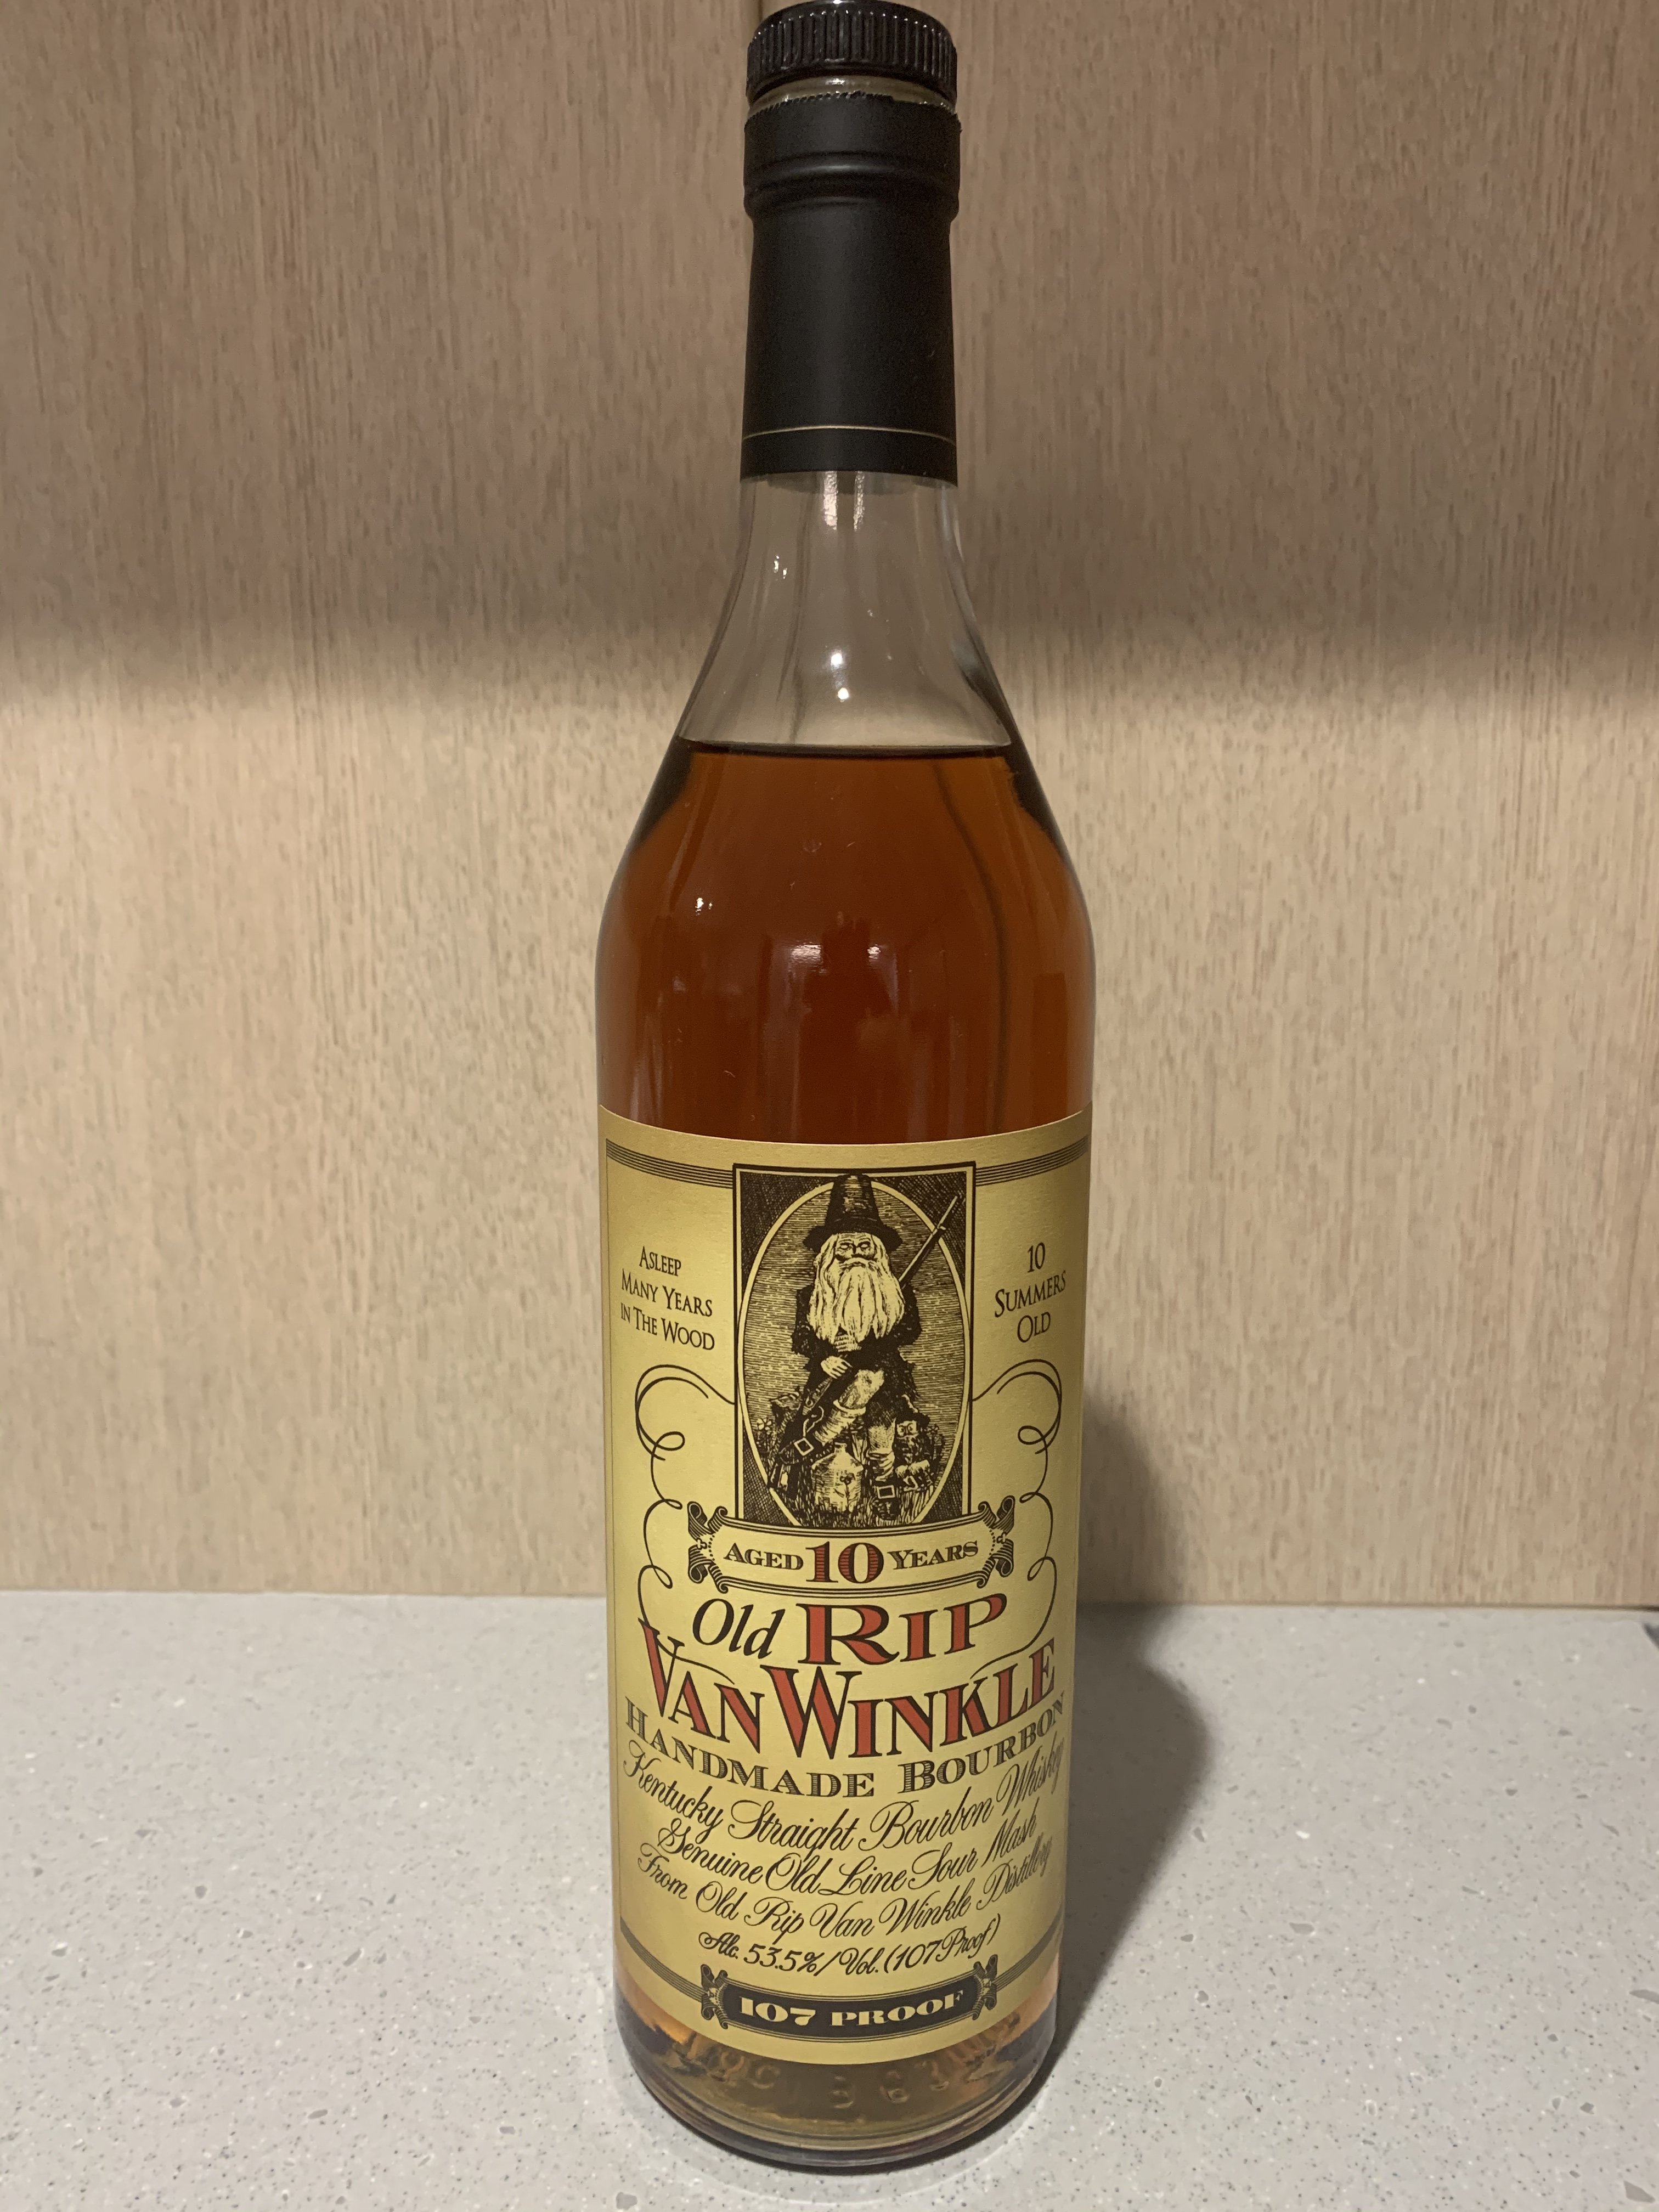 ASLEEP
MANY YEARS
IN THE WOOD
10
SUMMERS
OLD
AGED 10 YEARS
Old RIP
VAN WINKLE
HANDMADE BOURBON
Kentucky Straight Bourbon Whiskey
Genuine Old Line Sour Mash
From Old Rip Van Winkle Distillery
Alc. 53.5% / Vol. (107 Proof)
107 PROOF